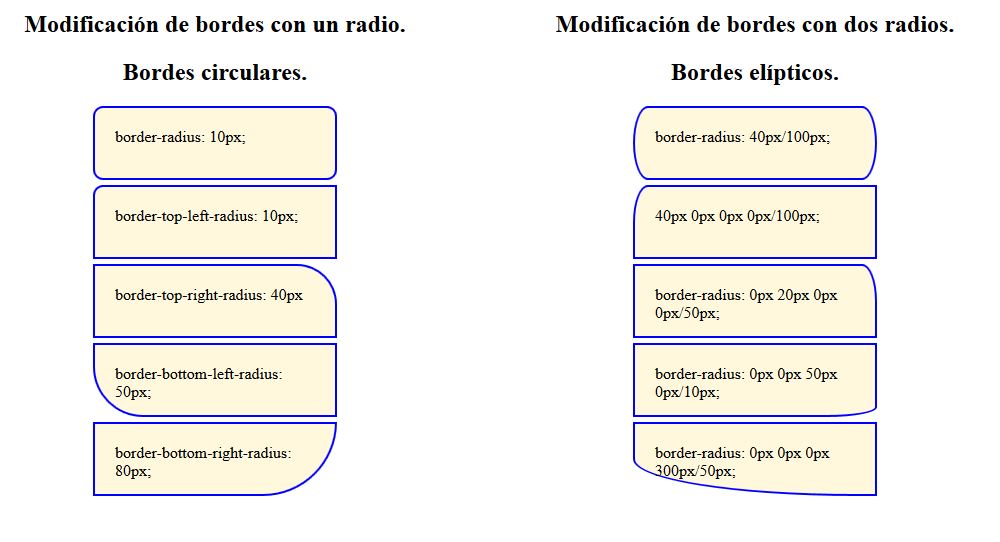 Modificación de bordes con un radio.
Bordes circulares.
border-radius: 10px;
border-top-left-radius: 10px;
border-top-right-radius: 40px
border-bottom-left-radius:
50px;
border-bottom-right-radius:
80px;
Modificación de bordes con dos radios.
Bordes elípticos.
border-radius: 40px/100px;
40px 0px 0px 0px/100px;
border-radius: 0px 20px 0px
0px/50px;
border-radius: 0px 0px 50px
0px/10px;
border-radius: 0px 0px 0px
300px/50px;